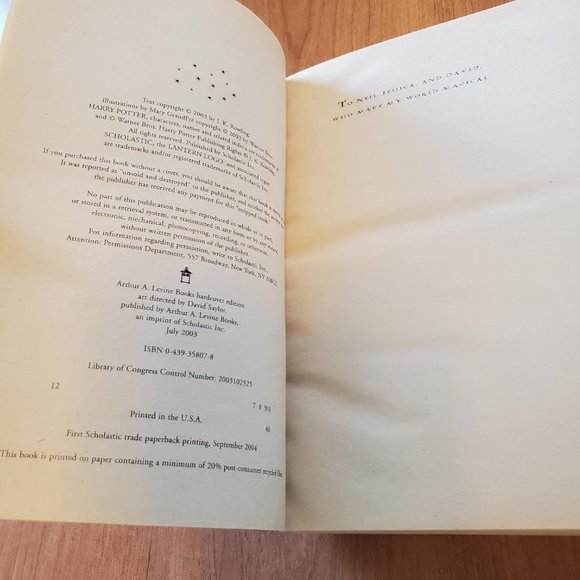 Text copyright © 2003 by J. K. Rowling.
Illustrations by Mary GrandPré copyright © 2003 by Warner Bros.
HARRY POTTER, characters, names and related indicia are trademarks of
and © Warner Bros. Harry Potter Publishing Rights © J. K. Rowling.
All rights reserved. Published by Scholastic Inc.
SCHOLASTIC, the LANTERN LOGO, and associated logos
are trademarks and/or registered trademarks of Scholastic Inc.
If you purchased this book without a cover, you should be aware that this book is stolen
It was reported as "unsold and destroyed" to the publisher, and neither the author nor
the publisher has received any payment for this "stripped book."
No part of this publication may be reproduced in whole or in part,
or stored in a retrieval system, or transmitted in any form or by any means,
electronic, mechanical, photocopying, recording, or otherwise,
without written permission of the publisher.
For information regarding permission, write to Scholastic Inc.,
Attention: Permissions Department, 557 Broadway, New York, NY 10012
Arthur A. Levine Books hardcover edition
art directed by David Saylor,
published by Arthur A. Levine Books,
an imprint of Scholastic Inc.
July 2003
ISBN 0-439-35807-8
Library of Congress Control Number: 2003102525
12 7 8 9/0
Printed in the U.S.A. 40
First Scholastic trade paperback printing, September 2004
This book is printed on paper containing a minimum of 20% post-consumer recycled
TO NEIL, JESSICA, AND DAVID,
WHO MAKE MY WORLD MAGICAL